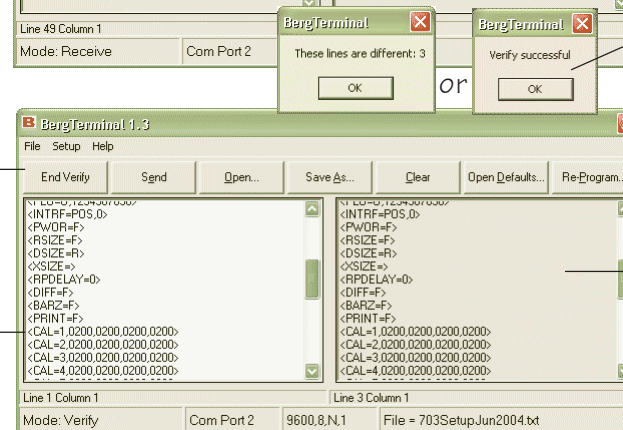 Line 49 Column 1
Mode: Receive Com Port 2
BergTerminal
These lines are different: 3
OK
or
BergTerminal
Verify successful
OK
BergTerminal 1.3
File Setup Help
End Verify Send Open... Save As... Clear Open Defaults... Re-Program..
<INTRF=POS,0>
<PWOR=F>
<RSIZE=F>
<DSIZE=R>
<XSIZE=>
<RPDELAY=0>
<DIFF=F>
<BARZ=F>
<PRINT=F>
<CAL=1,0200,0200,0200,0200>
<CAL=2,0200,0200,0200,0200>
<CAL=3,0200,0200,0200,0200>
<CAL=4,0200,0200,0200,0200>
<INTRF=POS,0>
<PWOR=F>
<RSIZE=F>
<DSIZE=R>
<XSIZE=>
<RPDELAY=0>
<DIFF=F>
<BARZ=F>
<PRINT=F>
<CAL=1,0200,0200,0200,0200>
<CAL=2,0200,0200,0200,0200>
<CAL=3,0200,0200,0200,0200>
<CAL=4,0200,0200,0200,0200>
Line 1 Column 1 Line 3 Column 1
Mode: Verify Com Port 2 9600,8,N,1 File = 703SetupJun2004.txt